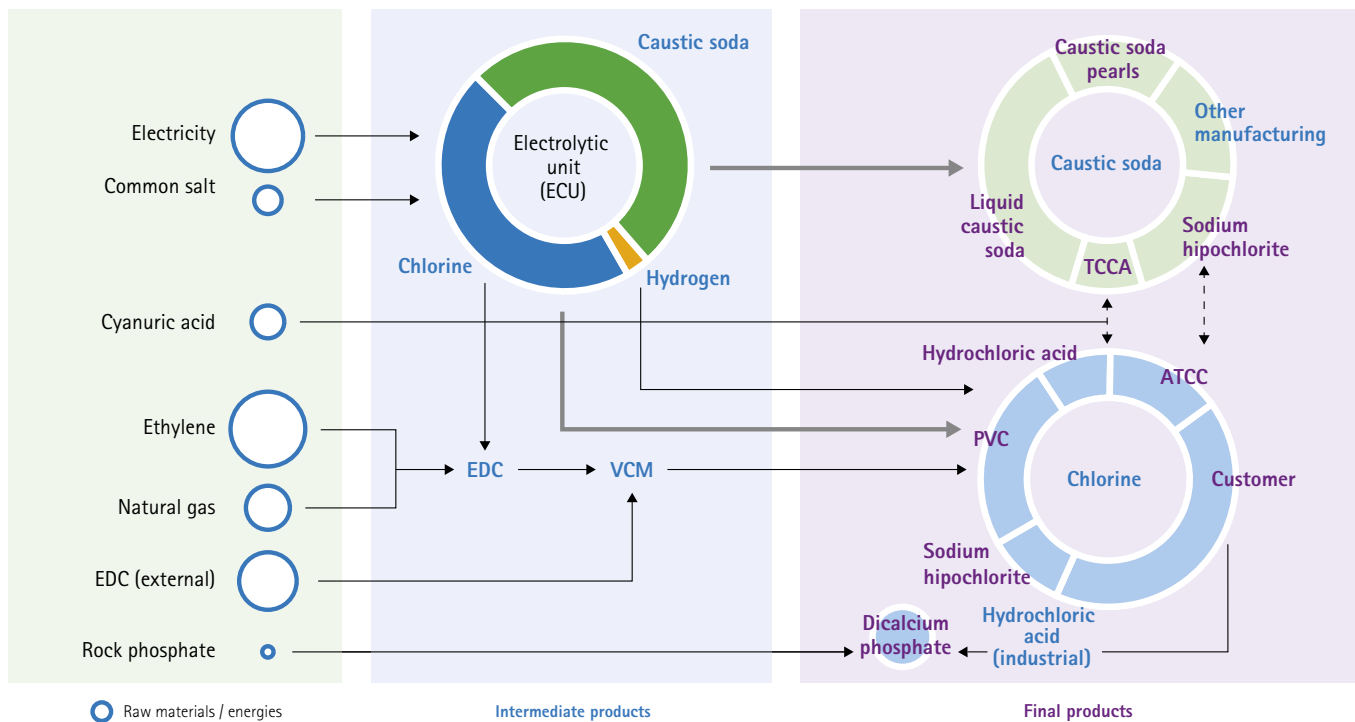 Electricity
Common salt
Cyanuric acid
Ethylene
Natural gas
EDC (external)
Rock phosphate
Caustic soda
Electrolytic
unit
(ECU)
Chlorine
Hydrogen
EDC
VCM
Caustic soda
pearls
Other
manufacturing
Caustic soda
Liquid
caustic
soda
TCCA
Sodium
hipochlorite
Hydrochloric acid
ATCC
PVC
Chlorine
Customer
Sodium
hipochlorite
Dicalcium
phosphate
Hydrochloric
acid
(industrial)
Raw materials / energies
Intermediate products
Final products